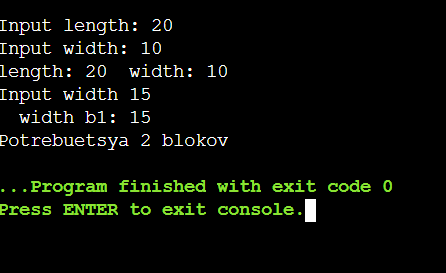 Input length: 20
Input width: 10
length: 20  width: 10
Input width 15
  width b1: 15
Potrebuetsya 2 blokov

...Program finished with exit code 0
Press ENTER to exit console.